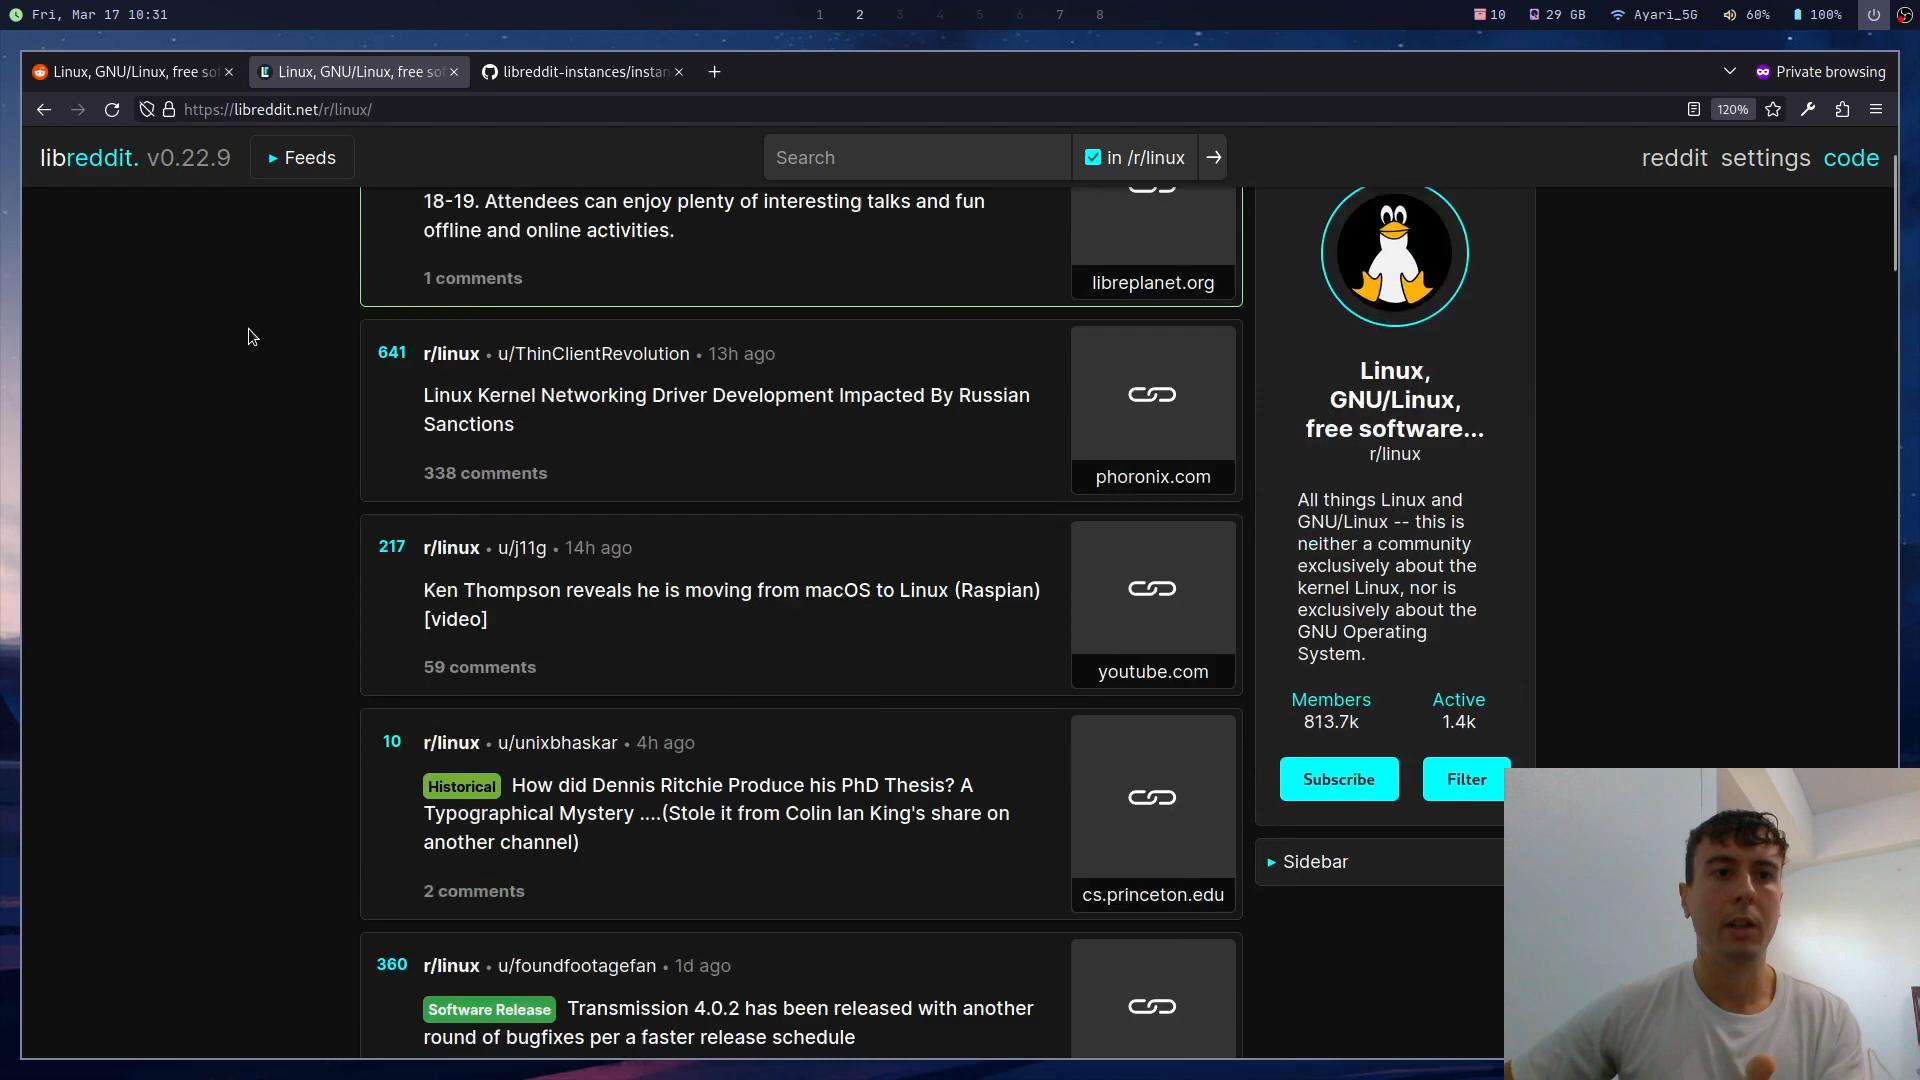 Fri, Mar 17 10:31
1 2 3 4 5 6 7 8
10 29 GB Ayari_5G 60% 100%
Linux, GNU/Linux, free sof
Linux, GNU/Linux, free sof
libreddit-instances/instan
Private browsing
https://libreddit.net/r/linux/
120%
libreddit. v0.22.9
Feeds
Search
in /r/linux
reddit settings code
18-19. Attendees can enjoy plenty of interesting talks and fun
offline and online activities.
1 comments
libreplanet.org
641 r/linux • u/ThinClientRevolution • 13h ago
Linux Kernel Networking Driver Development Impacted By Russian
Sanctions
338 comments
phoronix.com
217 r/linux • u/j11g • 14h ago
Ken Thompson reveals he is moving from macOS to Linux (Raspian)
[video]
59 comments
youtube.com
10 r/linux • u/unixbhaskar • 4h ago
Historical How did Dennis Ritchie Produce his PhD Thesis? A
Typographical Mystery ....(Stole it from Colin Ian King's share on
another channel)
2 comments
cs.princeton.edu
360 r/linux • u/foundfootagefan • 1d ago
Software Release Transmission 4.0.2 has been released with another
round of bugfixes per a faster release schedule
Linux,
GNU/Linux,
free software...
r/linux
All things Linux and
GNU/Linux -- this is
neither a community
exclusively about the
kernel Linux, nor is
exclusively about the
GNU Operating
System.
Members Active
813.7k 1.4k
Subscribe Filter
Sidebar